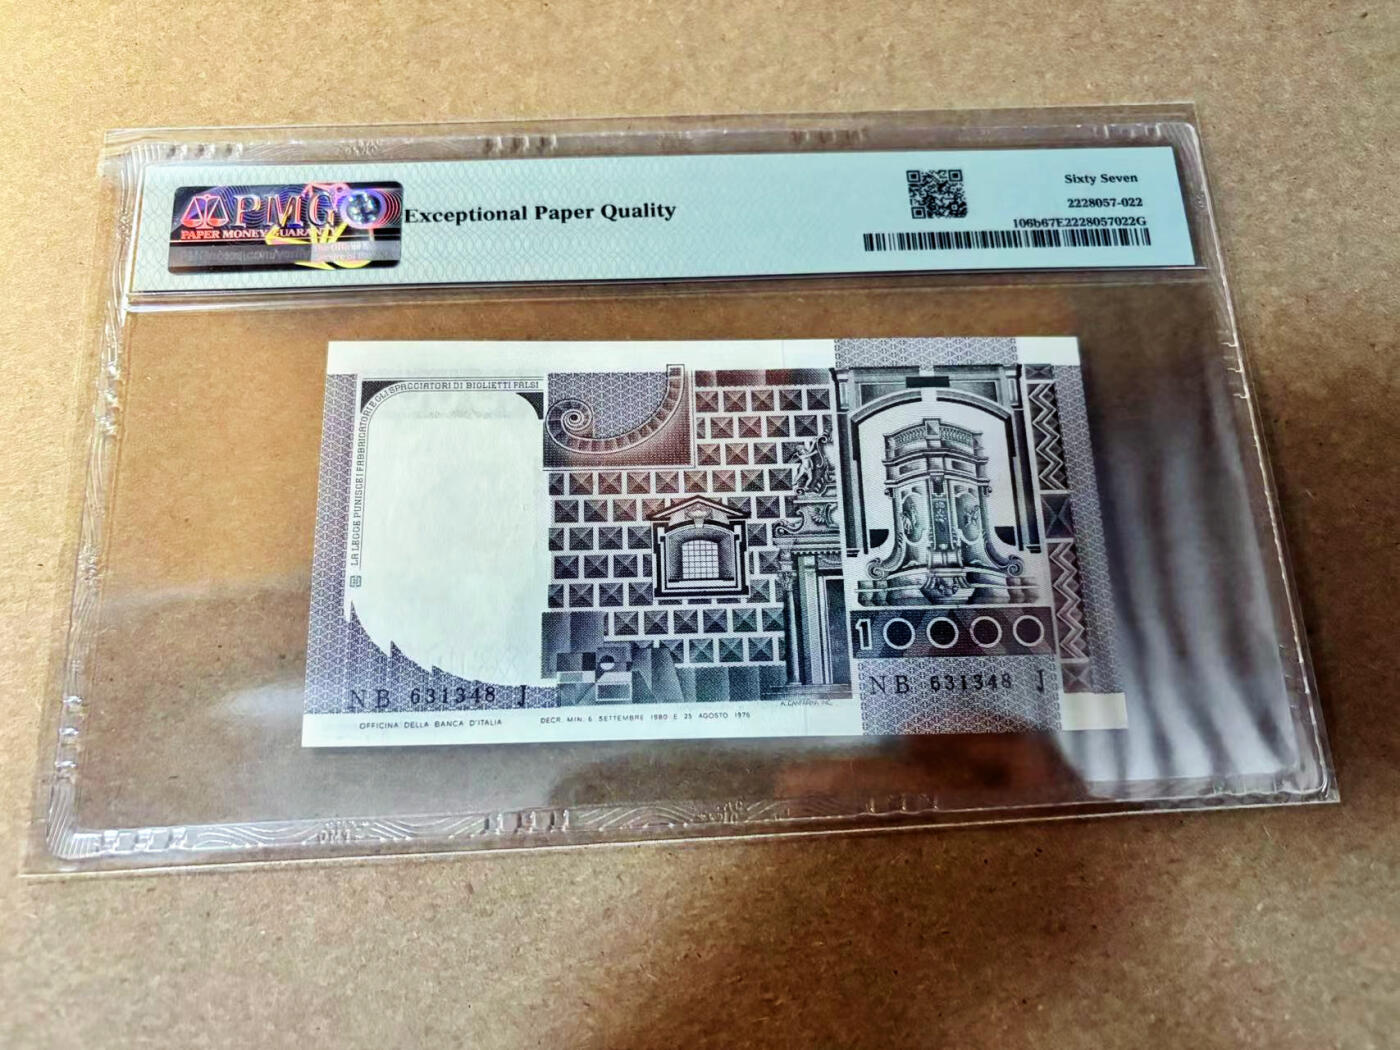 PMG
PAPER MONEY GUARANTY
Exceptional Paper Quality
Sixty Seven
2228057-022
106b67E2228057022G
LA LEGGE PUNISCE I FABBRICATORI E GLI SPACCIATORI DI BIGLIETTI FALSI
10000
NB 631348 J
NB 631348 J
OFFICINA DELLA BANCA D'ITALIA
DECR. MIN. 6 SETTEMBRE 1980 E 25 AGOSTO 1976